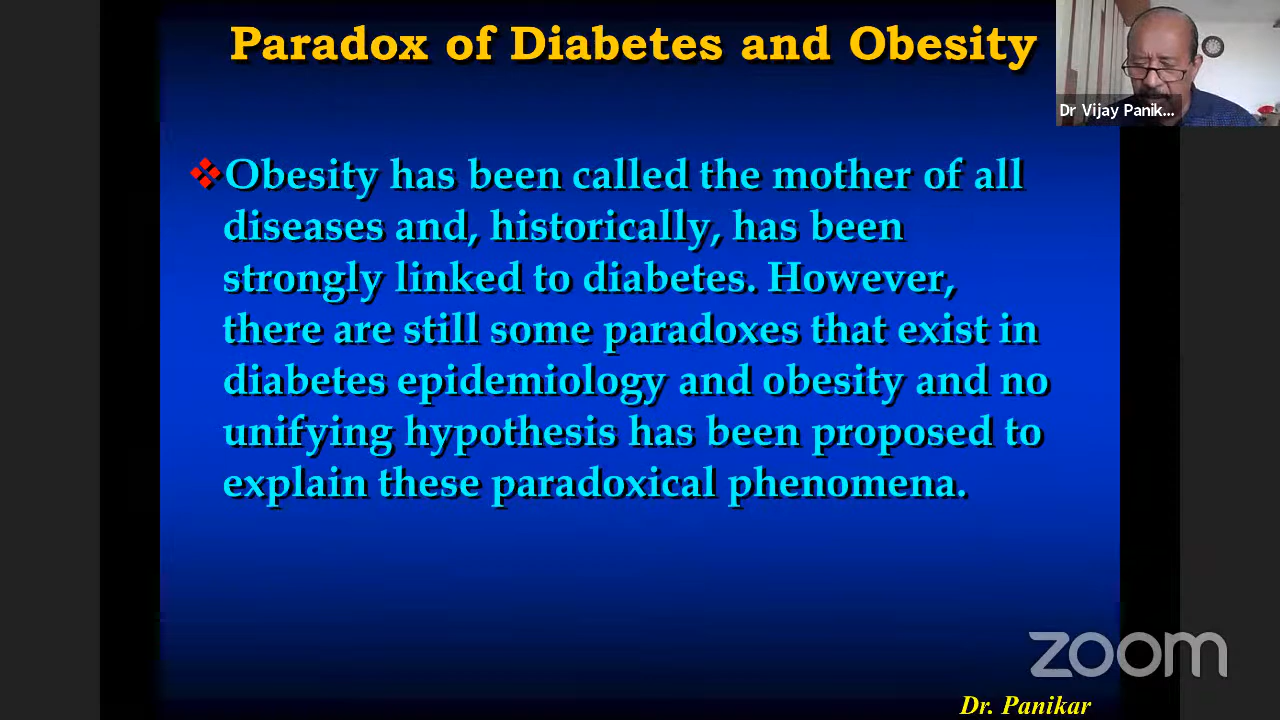 Paradox of Diabetes and Obesity
Dr Vijay Panik...
Obesity has been called the mother of all
diseases and, historically, has been
strongly linked to diabetes. However,
there are still some paradoxes that exist in
diabetes epidemiology and obesity and no
unifying hypothesis has been proposed to
explain these paradoxical phenomena.
zoom
Dr. Panikar